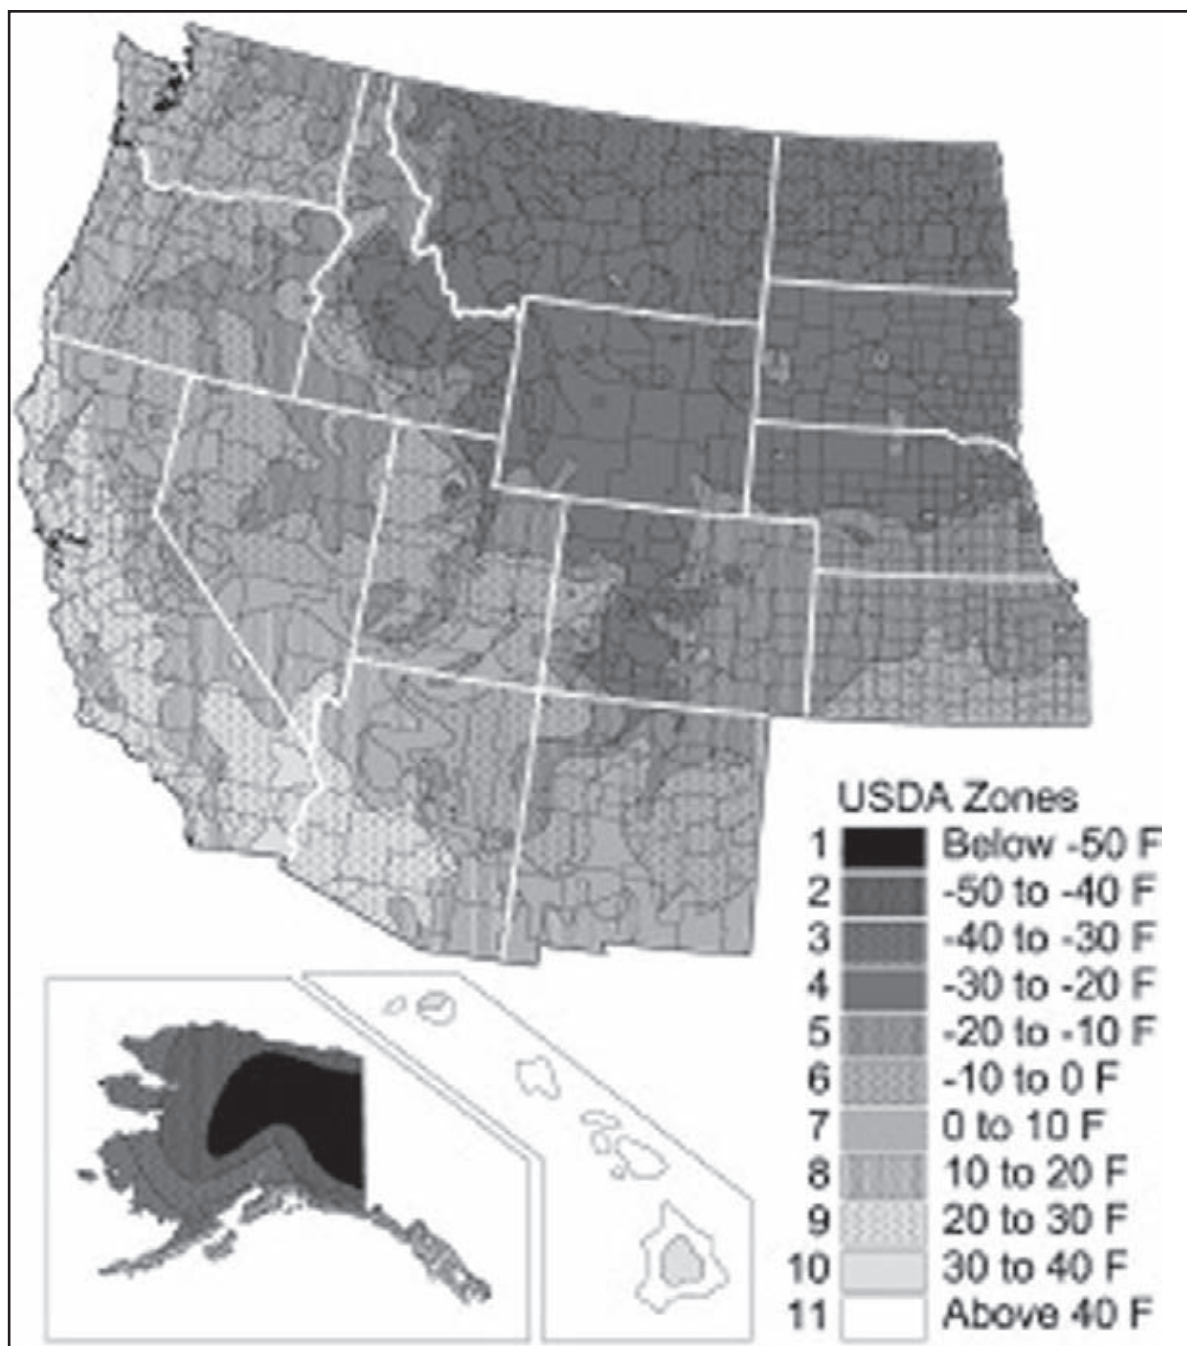 USDA Zones
1 Below -50 F
2 -50 to -40 F
3 -40 to -30 F
4 -30 to -20 F
5 -20 to -10 F
6 -10 to 0 F
7 0 to 10 F
8 10 to 20 F
9 20 to 30 F
10 30 to 40 F
11 Above 40 F